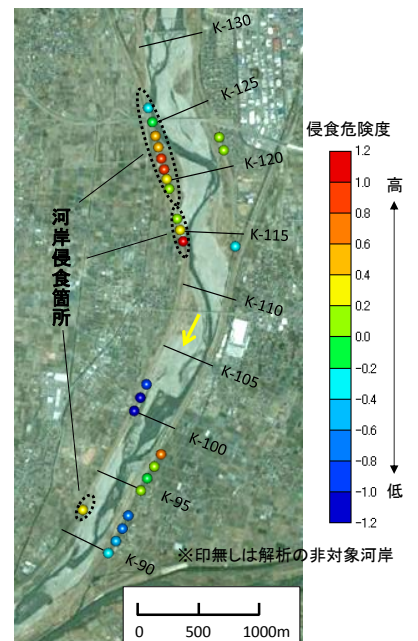 K-130
K-125
K-120
K-115
K-110
K-105
K-100
K-95
K-90
河岸侵食箇所
※印無しは解析の非対象河岸
0 500 1000m
侵食危険度
1.2
1.0
0.8
0.6
0.4
0.2
0.0
-0.2
-0.4
-0.6
-0.8
-1.0
-1.2
高
低